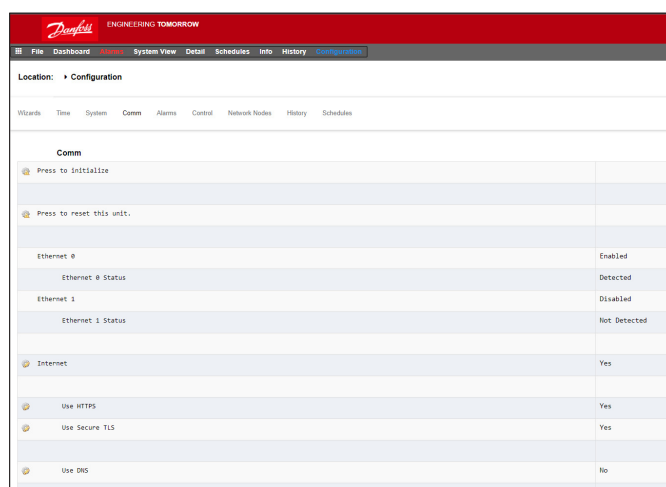 Danfoss ENGINEERING TOMORROW
File Dashboard Alarms System View Detail Schedules Info History Configuration
Location: Configuration
Wizards Time System Comm Alarms Control Network Nodes History Schedules
Comm
Press to initialize
Press to reset this unit.
Ethernet 0 Enabled
Ethernet 0 Status Detected
Ethernet 1 Disabled
Ethernet 1 Status Not Detected
Internet Yes
Use HTTPS Yes
Use Secure TLS Yes
Use DNS No